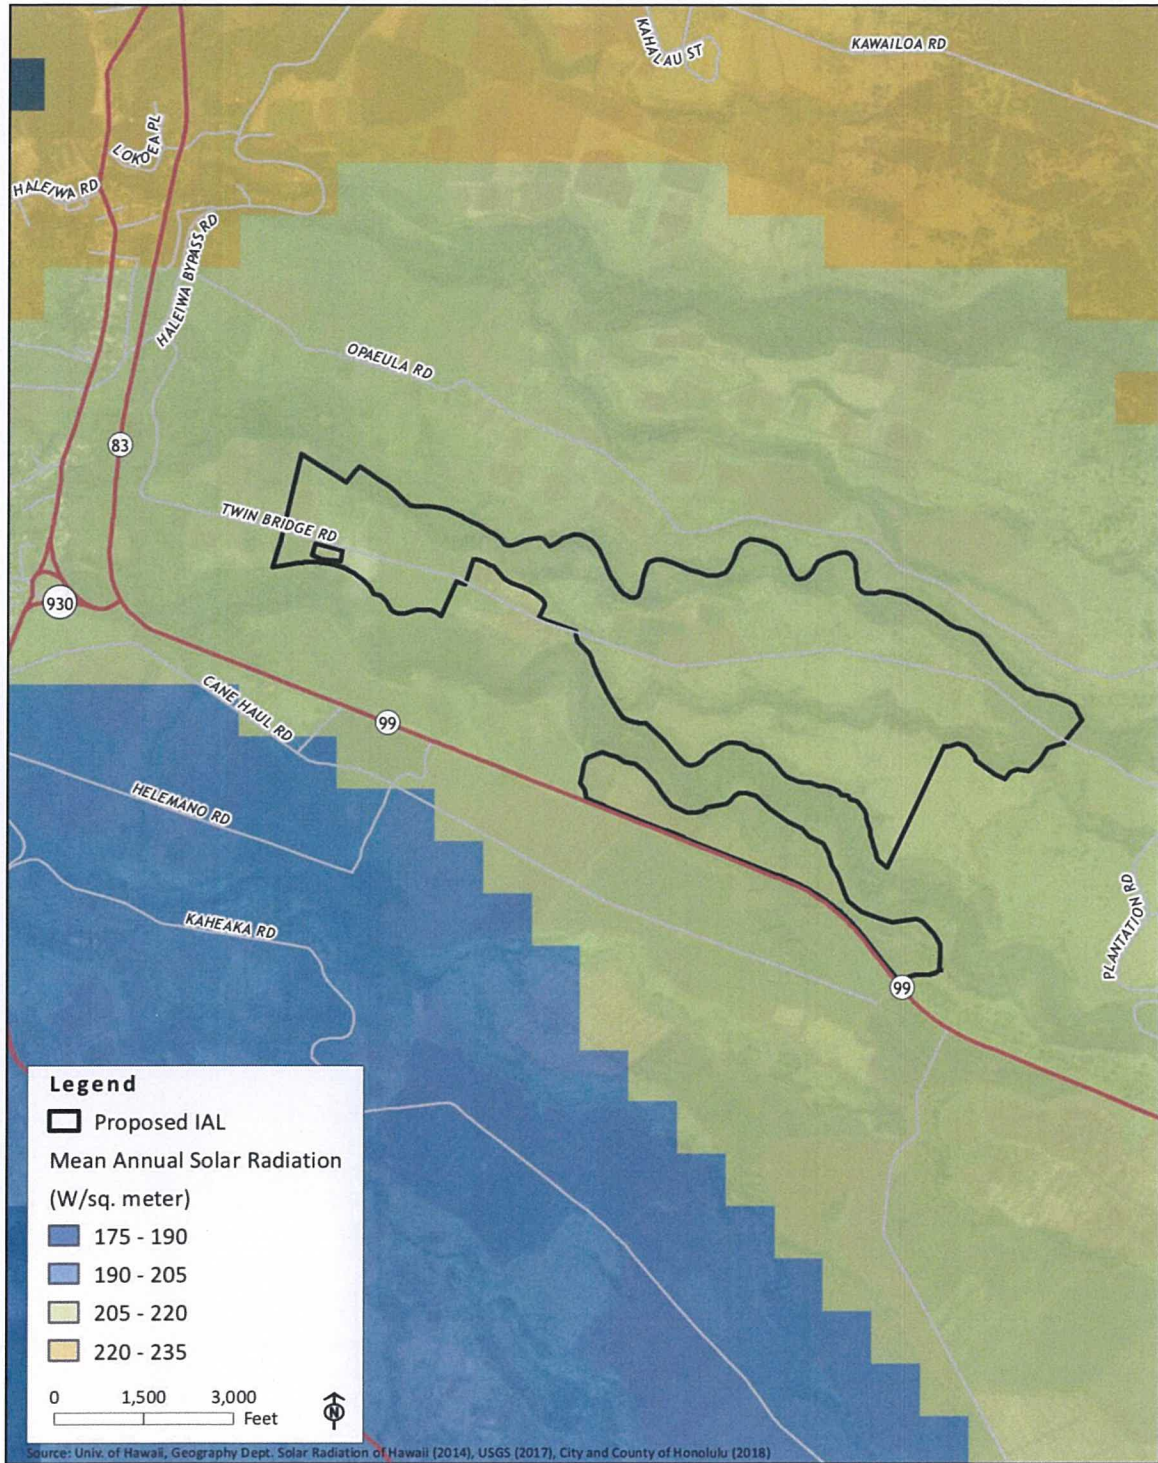 KAHALAU ST
KAWAILOA RD
LOKOEA PL
HALEIWA RD
HALEIWA BYPASS RD
OPAEULA RD
83
TWIN BRIDGE RD
930
CANE HAUL RD
99
HELEMANO RD
PLANTATION RD
KAHEAKA RD
99
Legend
Proposed IAL
Mean Annual Solar Radiation
(W/sq. meter)
175 - 190
190 - 205
205 - 220
220 - 235
0 1,500 3,000
Feet
N
Source: Univ. of Hawaii, Geography Dept. Solar Radiation of Hawaii (2014), USGS (2017), City and County of Honolulu (2018)